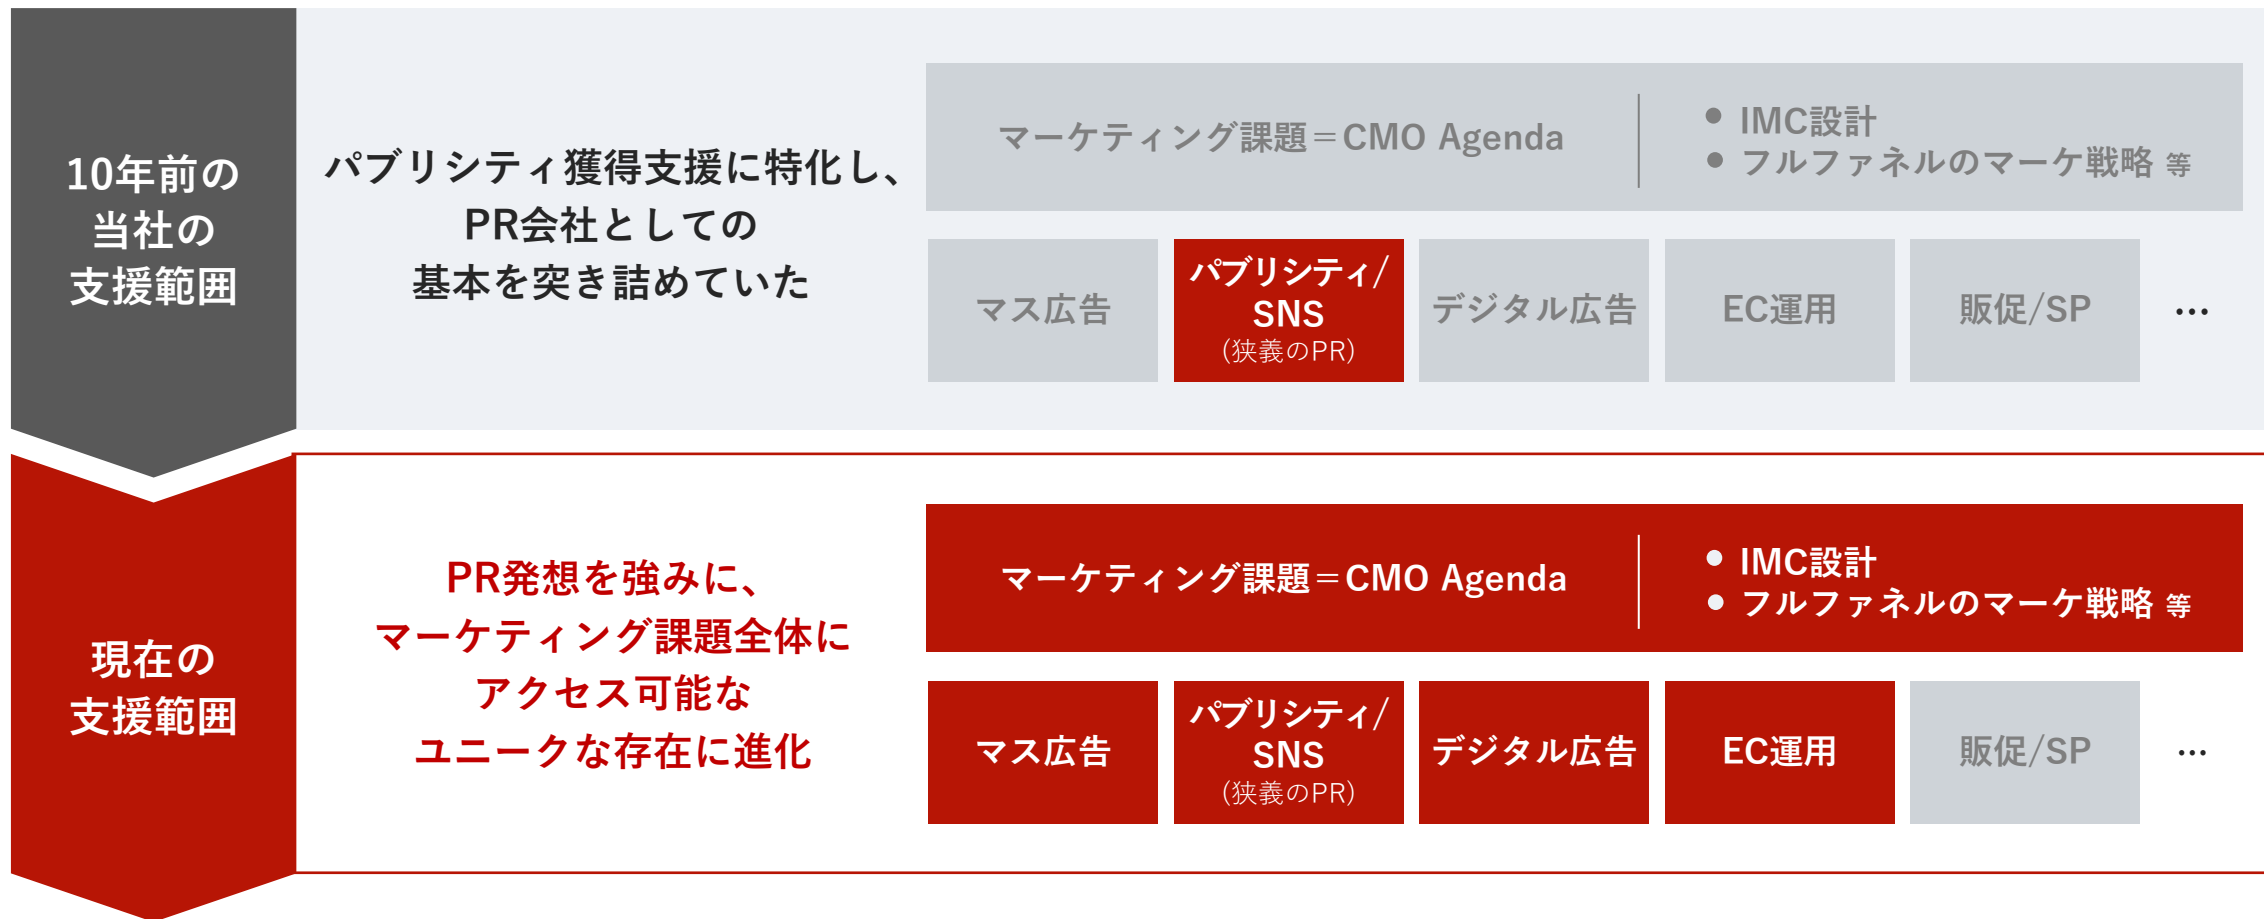 10年前の
当社の
支援範囲
パブリシティ獲得支援に特化し、
PR会社としての
基本を突き詰めていた
マーケティング課題＝CMO Agenda
● IMC設計
● フルファネルのマーケ戦略 等
マス広告
パブリシティ/
SNS
(狭義のPR)
デジタル広告
EC運用
販促/SP
…
現在の
支援範囲
PR発想を強みに、
マーケティング課題全体に
アクセス可能な
ユニークな存在に進化
マーケティング課題＝CMO Agenda
● IMC設計
● フルファネルのマーケ戦略 等
マス広告
パブリシティ/
SNS
(狭義のPR)
デジタル広告
EC運用
販促/SP
…